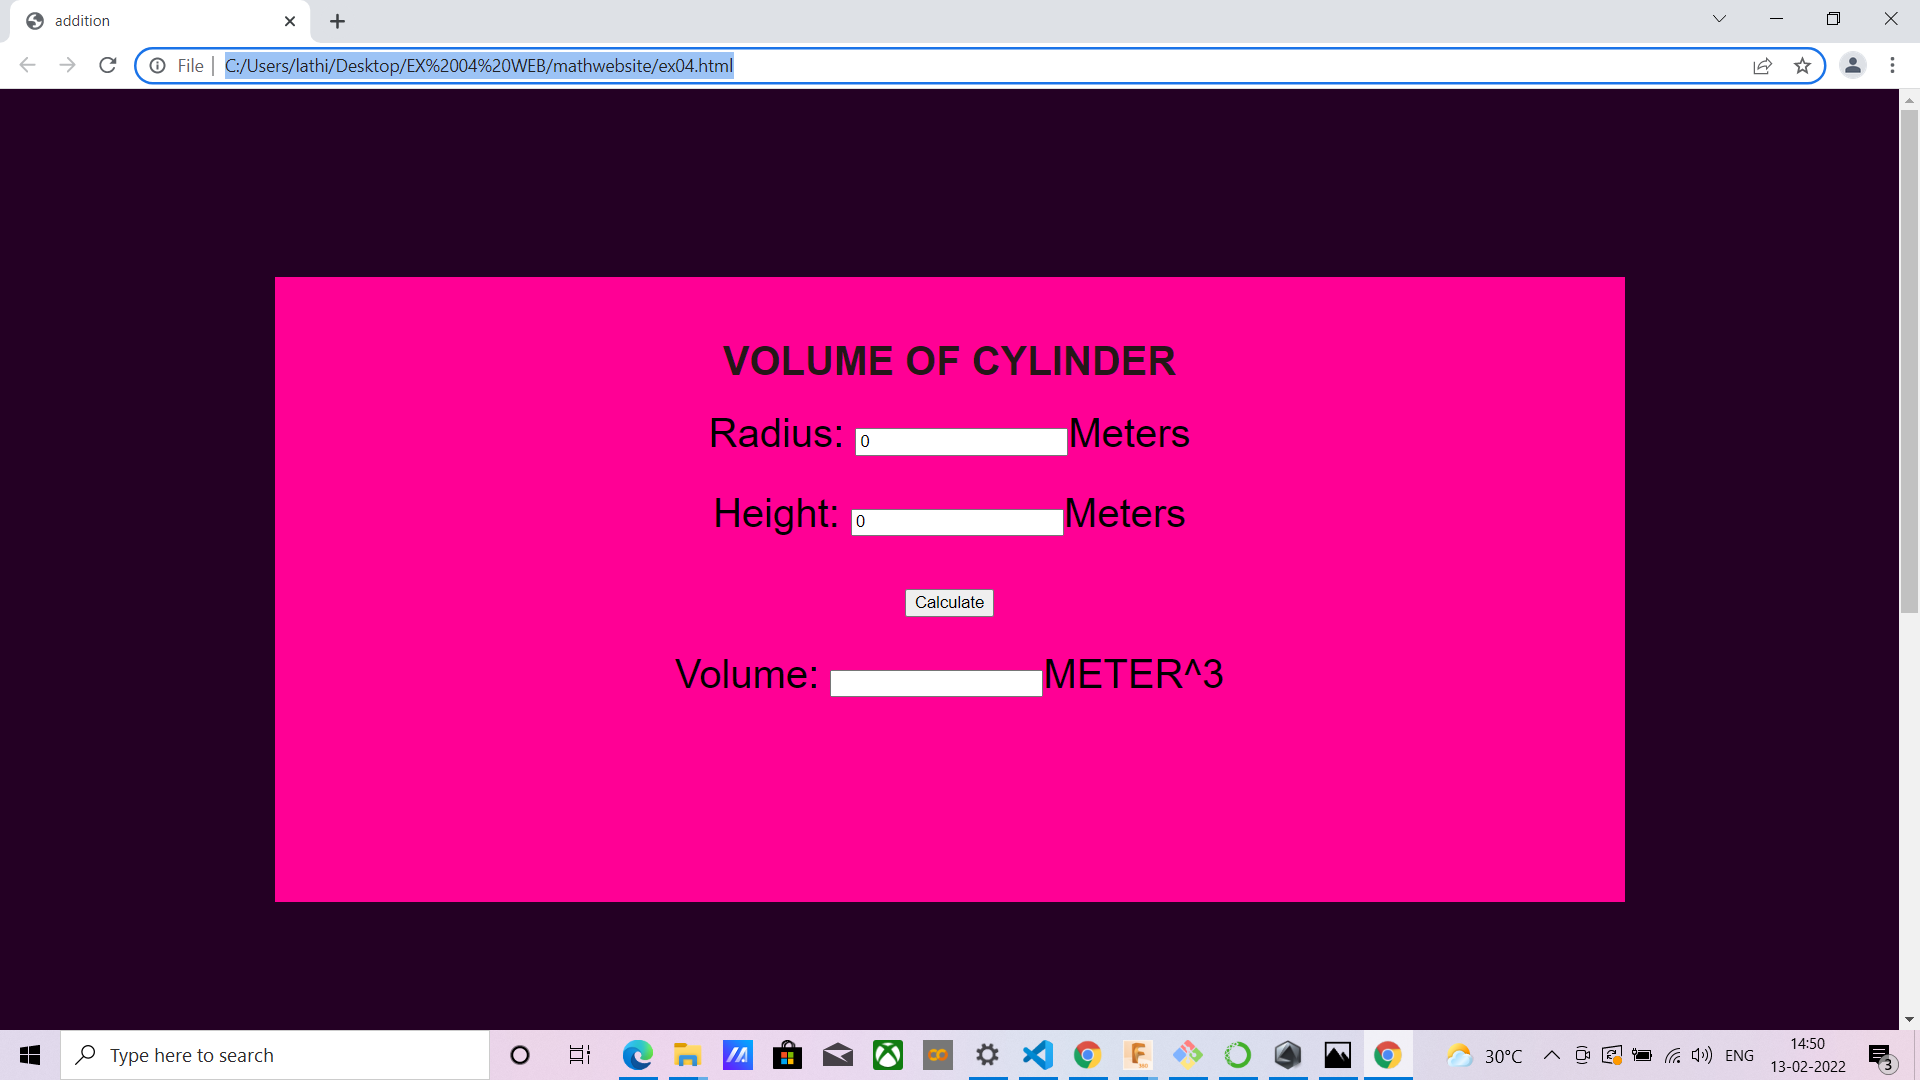 addition
File
C:/Users/lathi/Desktop/EX%2004%20WEB/mathwebsite/ex04.html
VOLUME OF CYLINDER
Radius: 0 Meters
Height: 0 Meters
Calculate
Volume: METER^3
Type here to search
30°C
ENG
14:50
13-02-2022
3